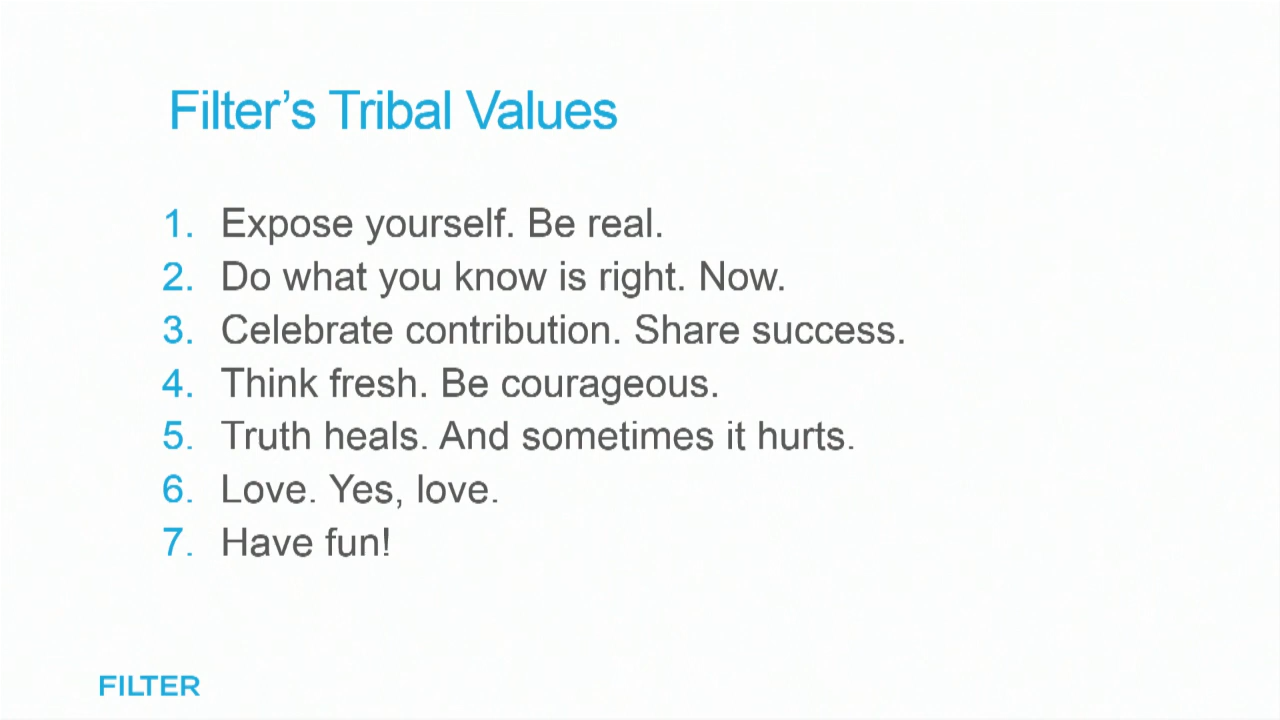 Filter’s Tribal Values
1. Expose yourself. Be real.
2. Do what you know is right. Now.
3. Celebrate contribution. Share success.
4. Think fresh. Be courageous.
5. Truth heals. And sometimes it hurts.
6. Love. Yes, love.
7. Have fun!
FILTER